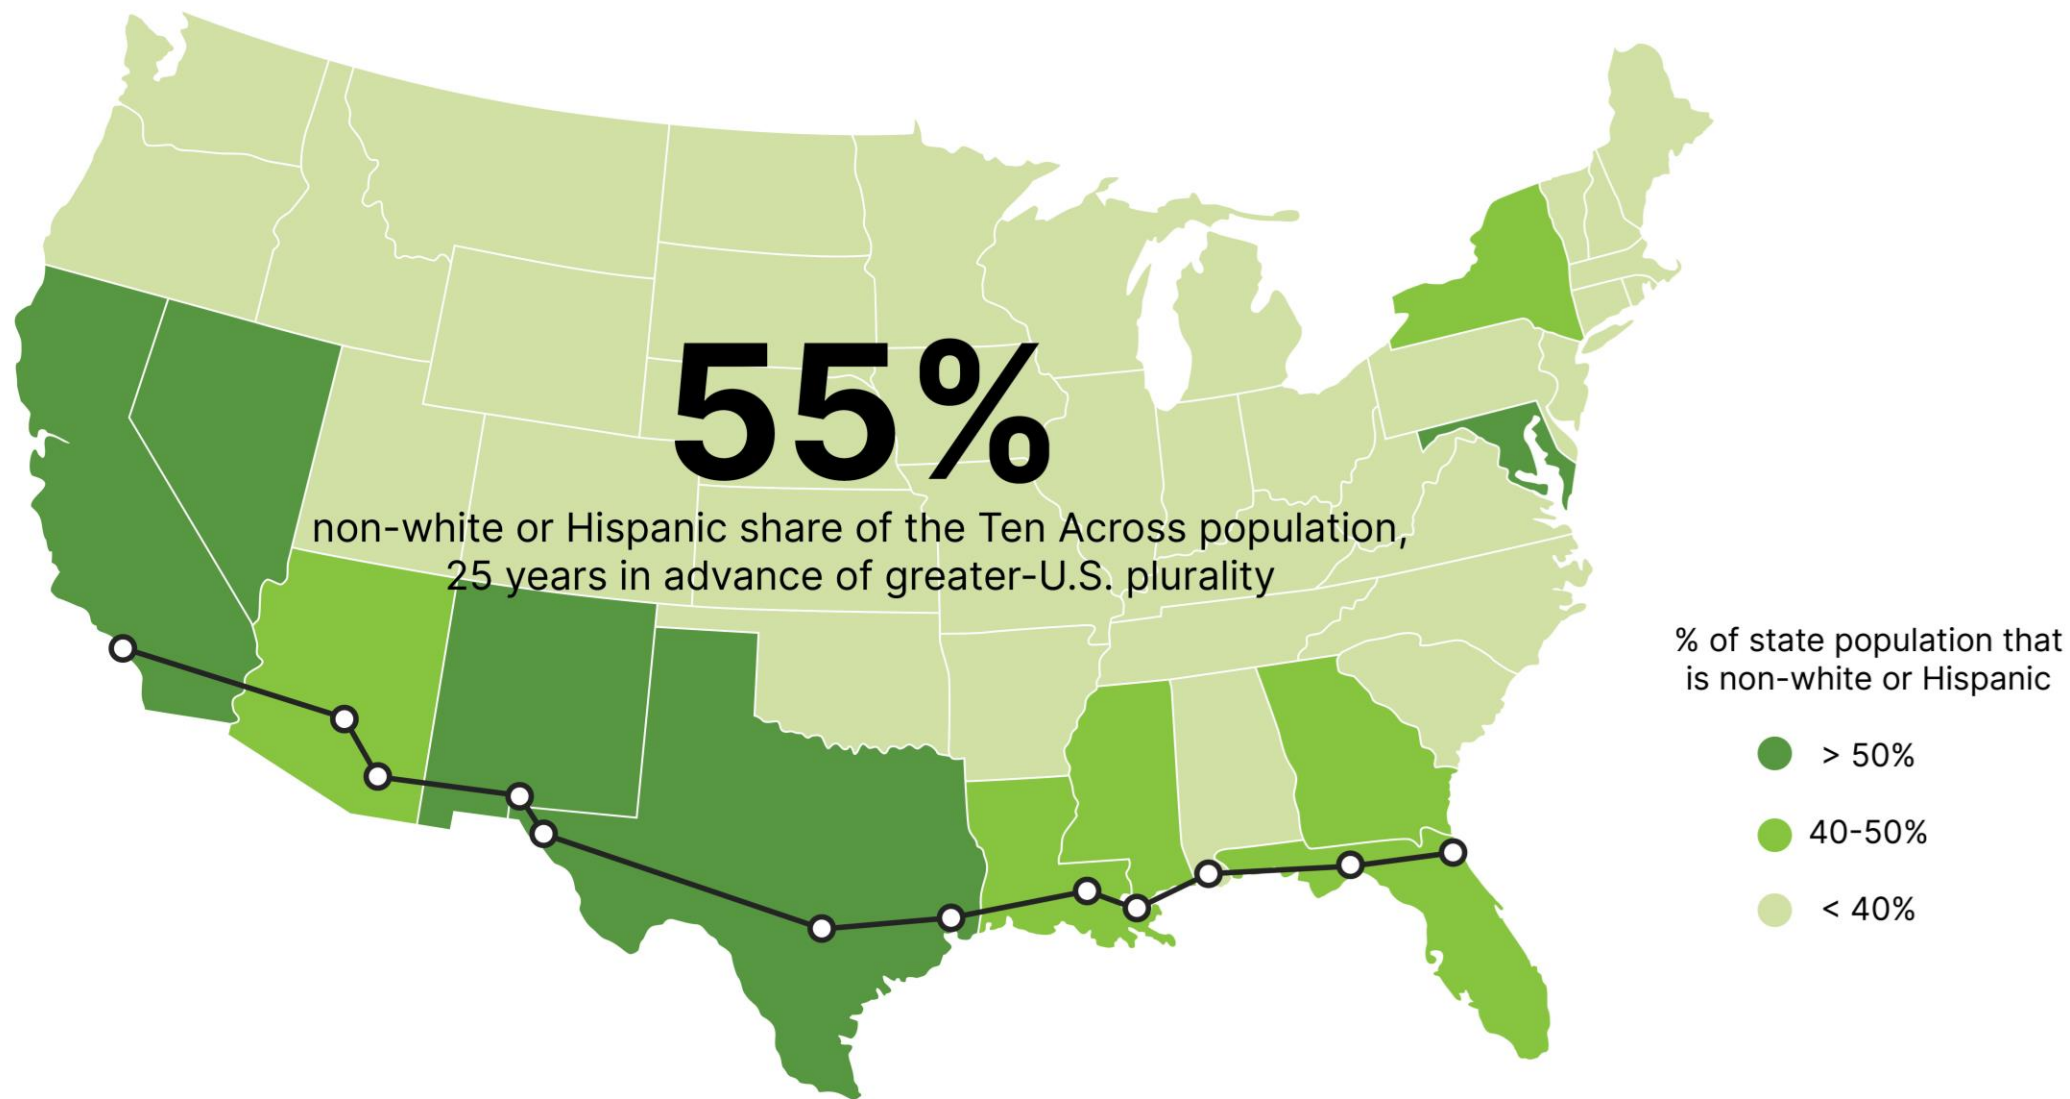 55%
non-white or Hispanic share of the Ten Across population,
25 years in advance of greater-U.S. plurality
% of state population that
is non-white or Hispanic
> 50%
40-50%
< 40%